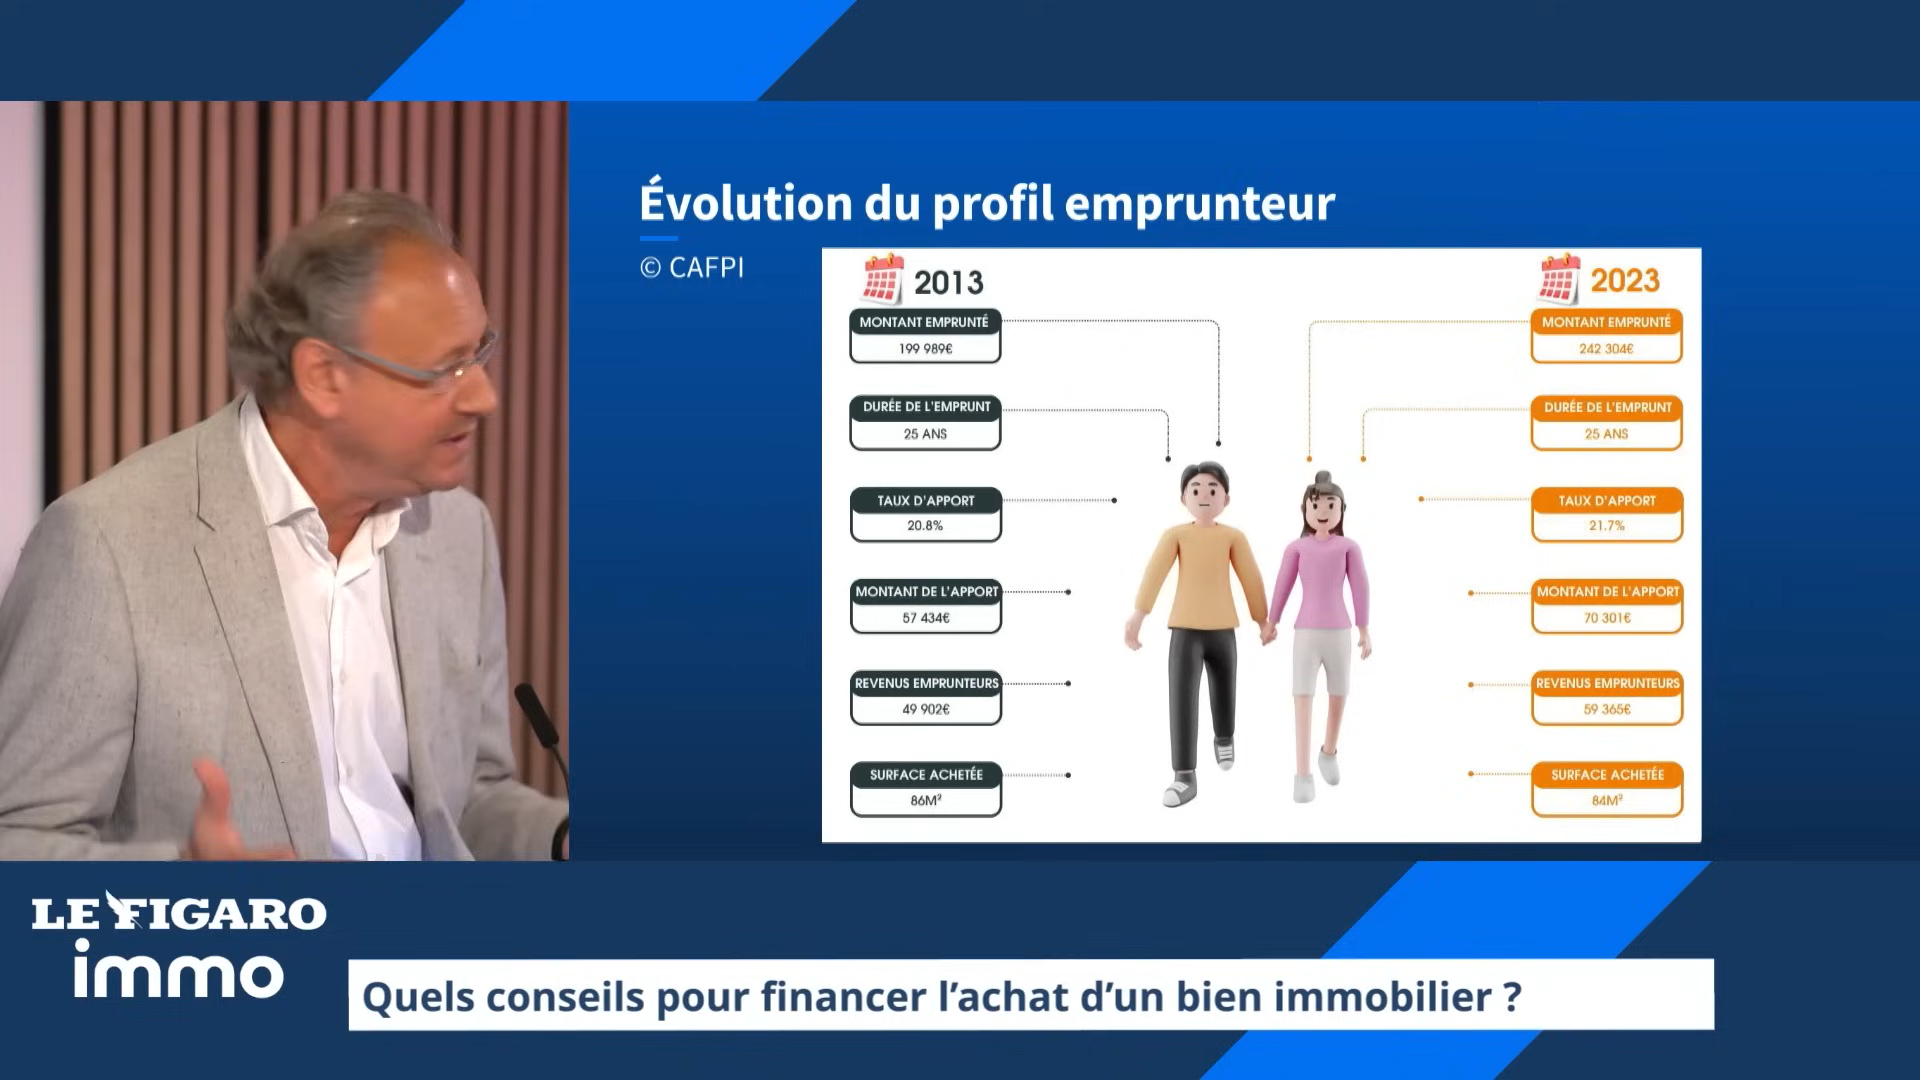 Évolution du profil emprunteur
© CAFPI
2013
MONTANT EMPRUNTÉ
199 989€
DURÉE DE L'EMPRUNT
25 ANS
TAUX D'APPORT
20.8%
MONTANT DE L'APPORT
57 434€
REVENUS EMPRUNTEURS
49 902€
SURFACE ACHETÉE
86M²
2023
MONTANT EMPRUNTÉ
242 304€
DURÉE DE L'EMPRUNT
25 ANS
TAUX D'APPORT
21.7%
MONTANT DE L'APPORT
70 301€
REVENUS EMPRUNTEURS
59 365€
SURFACE ACHETÉE
84M²
LE FIGARO
immo
Quels conseils pour financer l’achat d’un bien immobilier ?